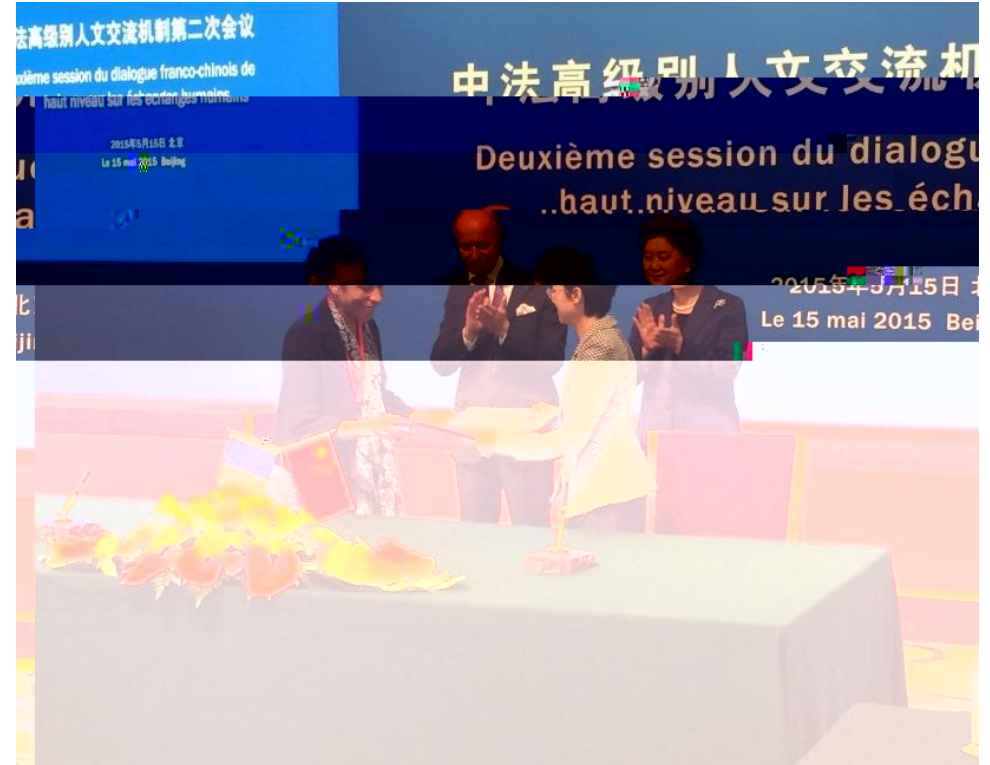 法高级别人文交流机制第二次会议
xième session du dialogue franco-chinois de
haut niveau sur les échanges humains
2015年5月15日 北京
Le 15 mai 2015 Beijing
中法高级别人文交流机
Deuxième session du dialogu
haut niveau sur les éch
2015年5月15日 北
Le 15 mai 2015 Bei